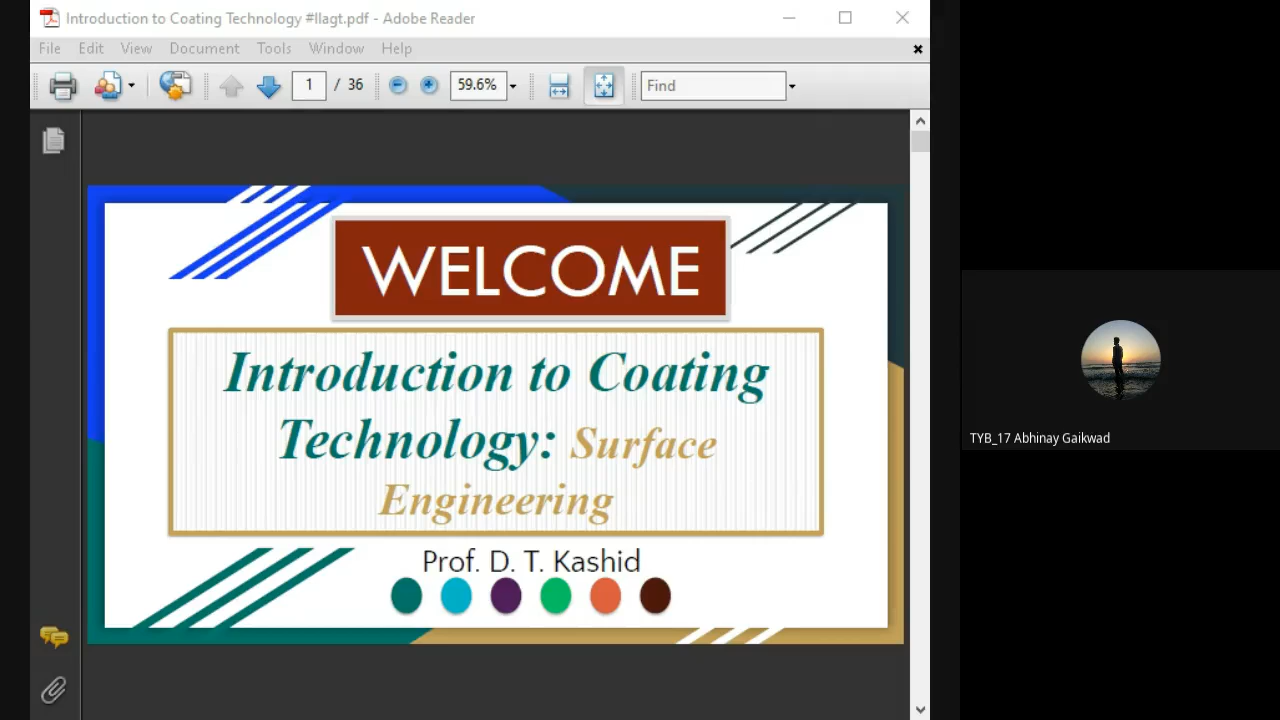 Introduction to Coating Technology #llagt.pdf - Adobe Reader
File Edit View Document Tools Window Help
1 / 36 59.6% Find
WELCOME
Introduction to Coating
Technology: Surface
Engineering
Prof. D. T. Kashid
TYB_17 Abhinay Gaikwad